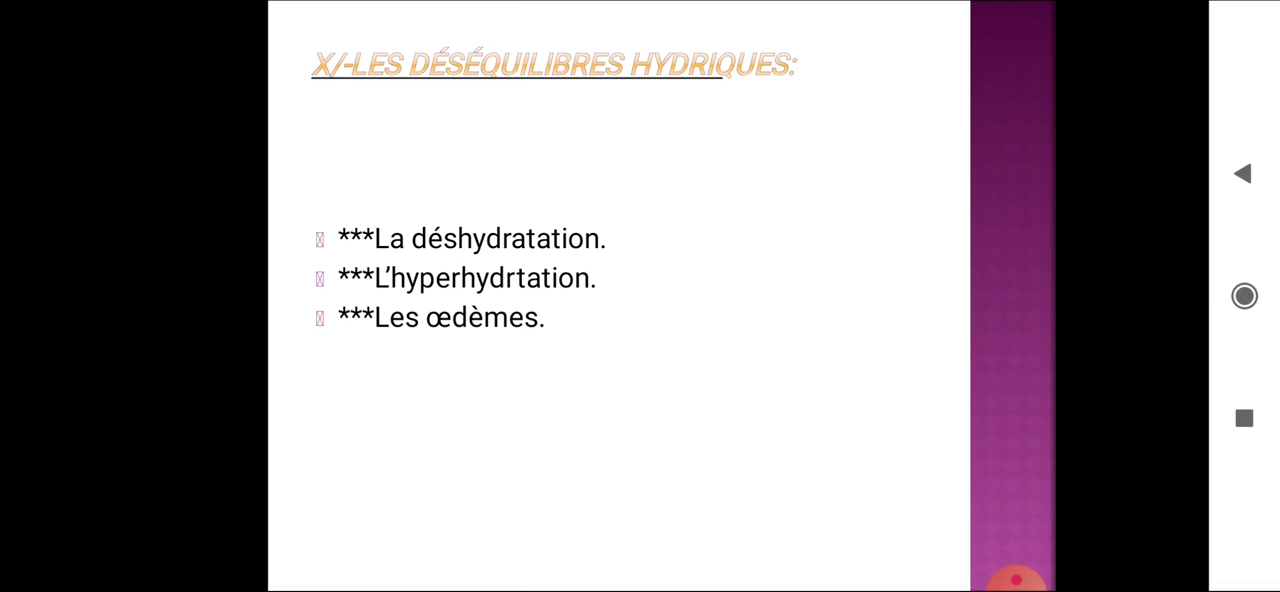 X/-LES DÉSÉQUILIBRES HYDRIQUES:
***La déshydratation.
***L’hyperhydrtation.
***Les œdèmes.